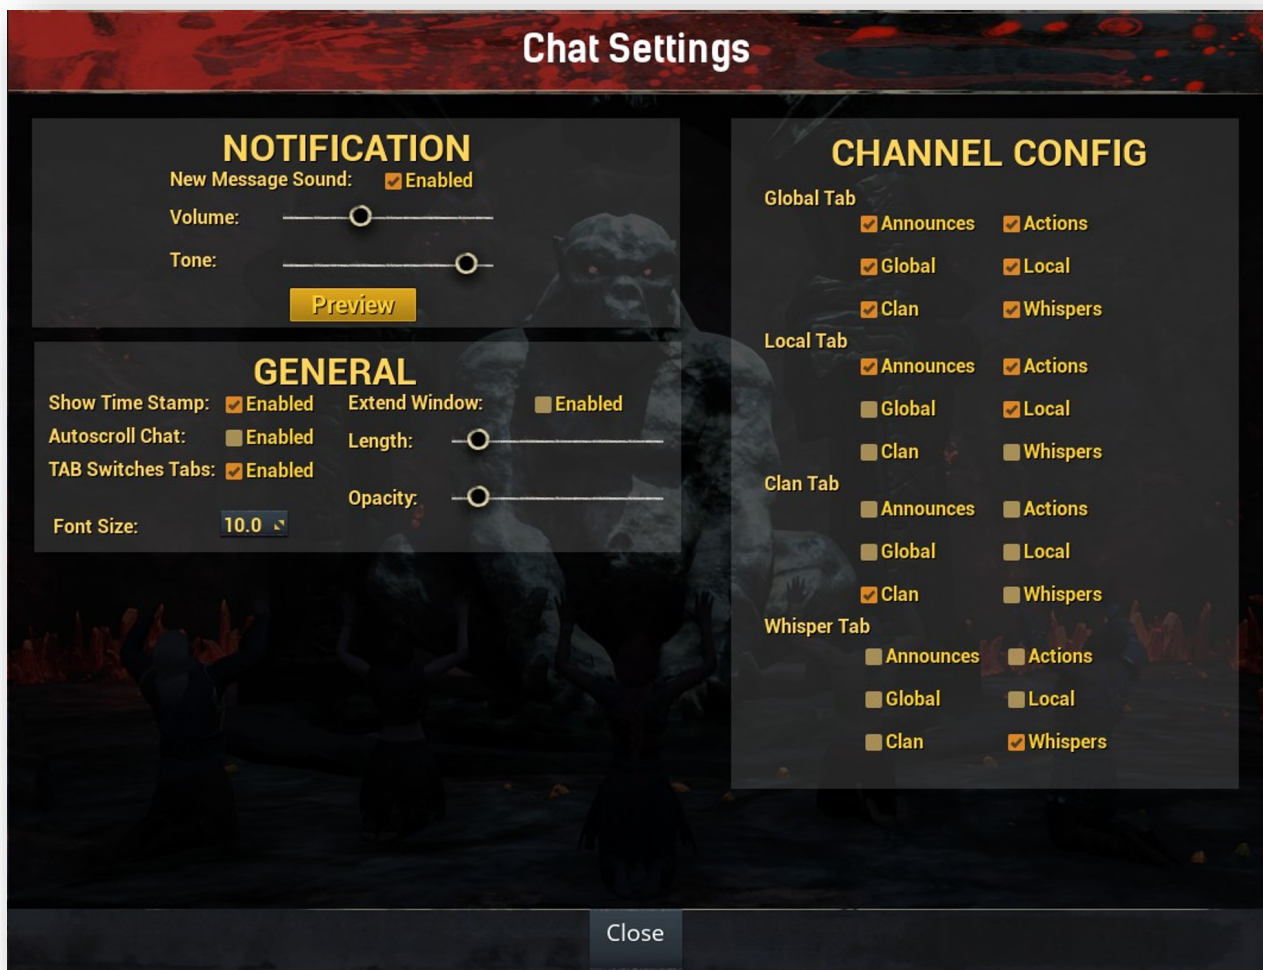 Chat Settings
NOTIFICATION
New Message Sound: Enabled
Volume:
Tone:
Preview
GENERAL
Show Time Stamp: Enabled Extend Window: Enabled
Autoscroll Chat: Enabled Length:
TAB Switches Tabs: Enabled
Opacity:
Font Size: 10.0
CHANNEL CONFIG
Global Tab
Announces Actions
Global Local
Clan Whispers
Local Tab
Announces Actions
Global Local
Clan Whispers
Clan Tab
Announces Actions
Global Local
Clan Whispers
Whisper Tab
Announces Actions
Global Local
Clan Whispers
Close